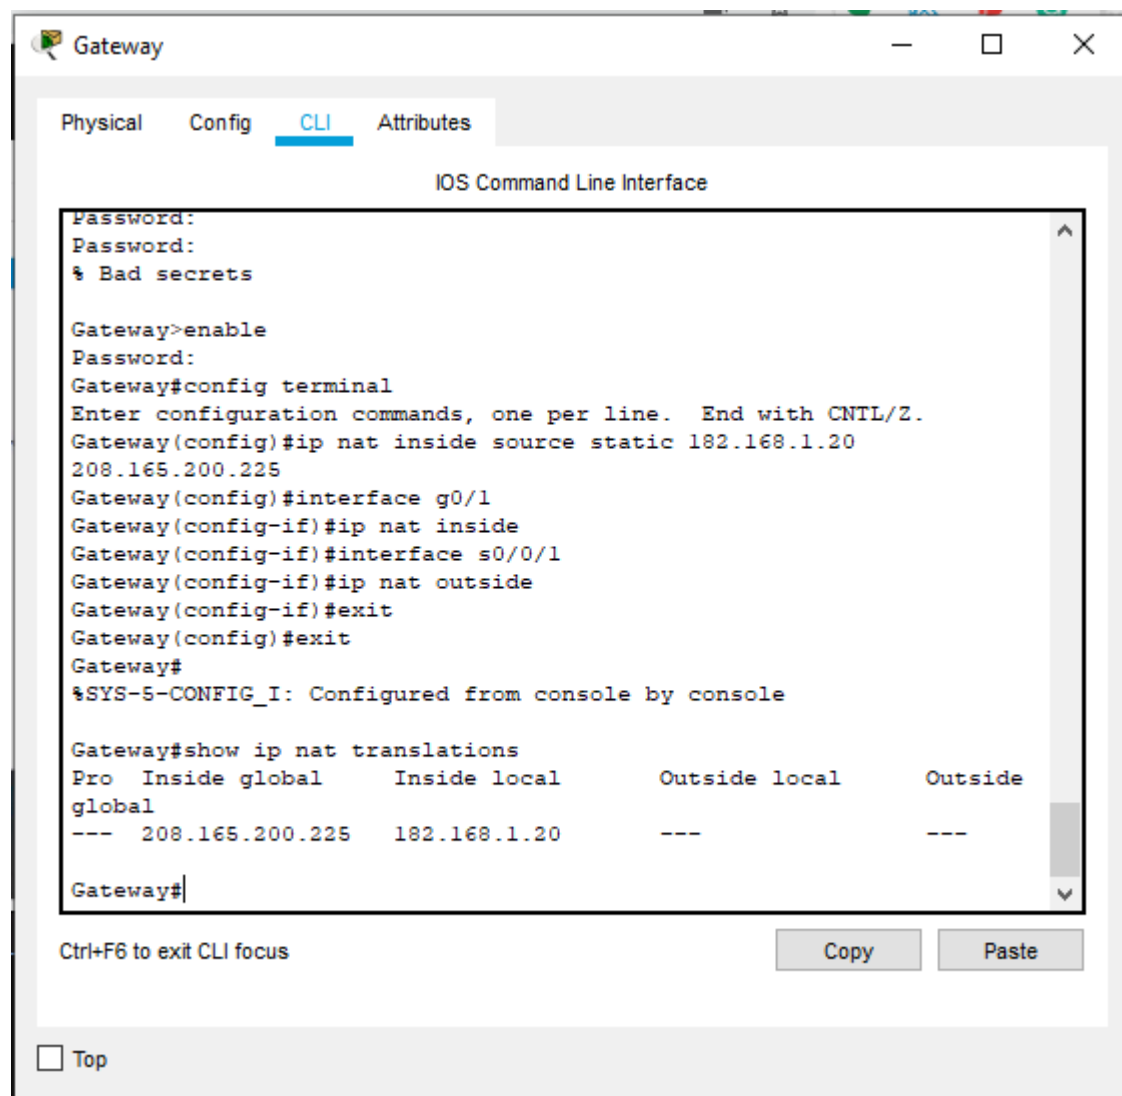 Gateway
Physical Config CLI Attributes
IOS Command Line Interface
Password:
Password:
% Bad secrets
Gateway>enable
Password:
Gateway#config terminal
Enter configuration commands, one per line.  End with CNTL/Z.
Gateway(config)#ip nat inside source static 182.168.1.20
208.165.200.225
Gateway(config)#interface g0/1
Gateway(config-if)#ip nat inside
Gateway(config-if)#interface s0/0/1
Gateway(config-if)#ip nat outside
Gateway(config-if)#exit
Gateway(config)#exit
Gateway#
%SYS-5-CONFIG_I: Configured from console by console
Gateway#show ip nat translations
Pro  Inside global     Inside local       Outside local      Outside
global
---  208.165.200.225   182.168.1.20       ---                ---
Gateway#
Ctrl+F6 to exit CLI focus Copy Paste
Top